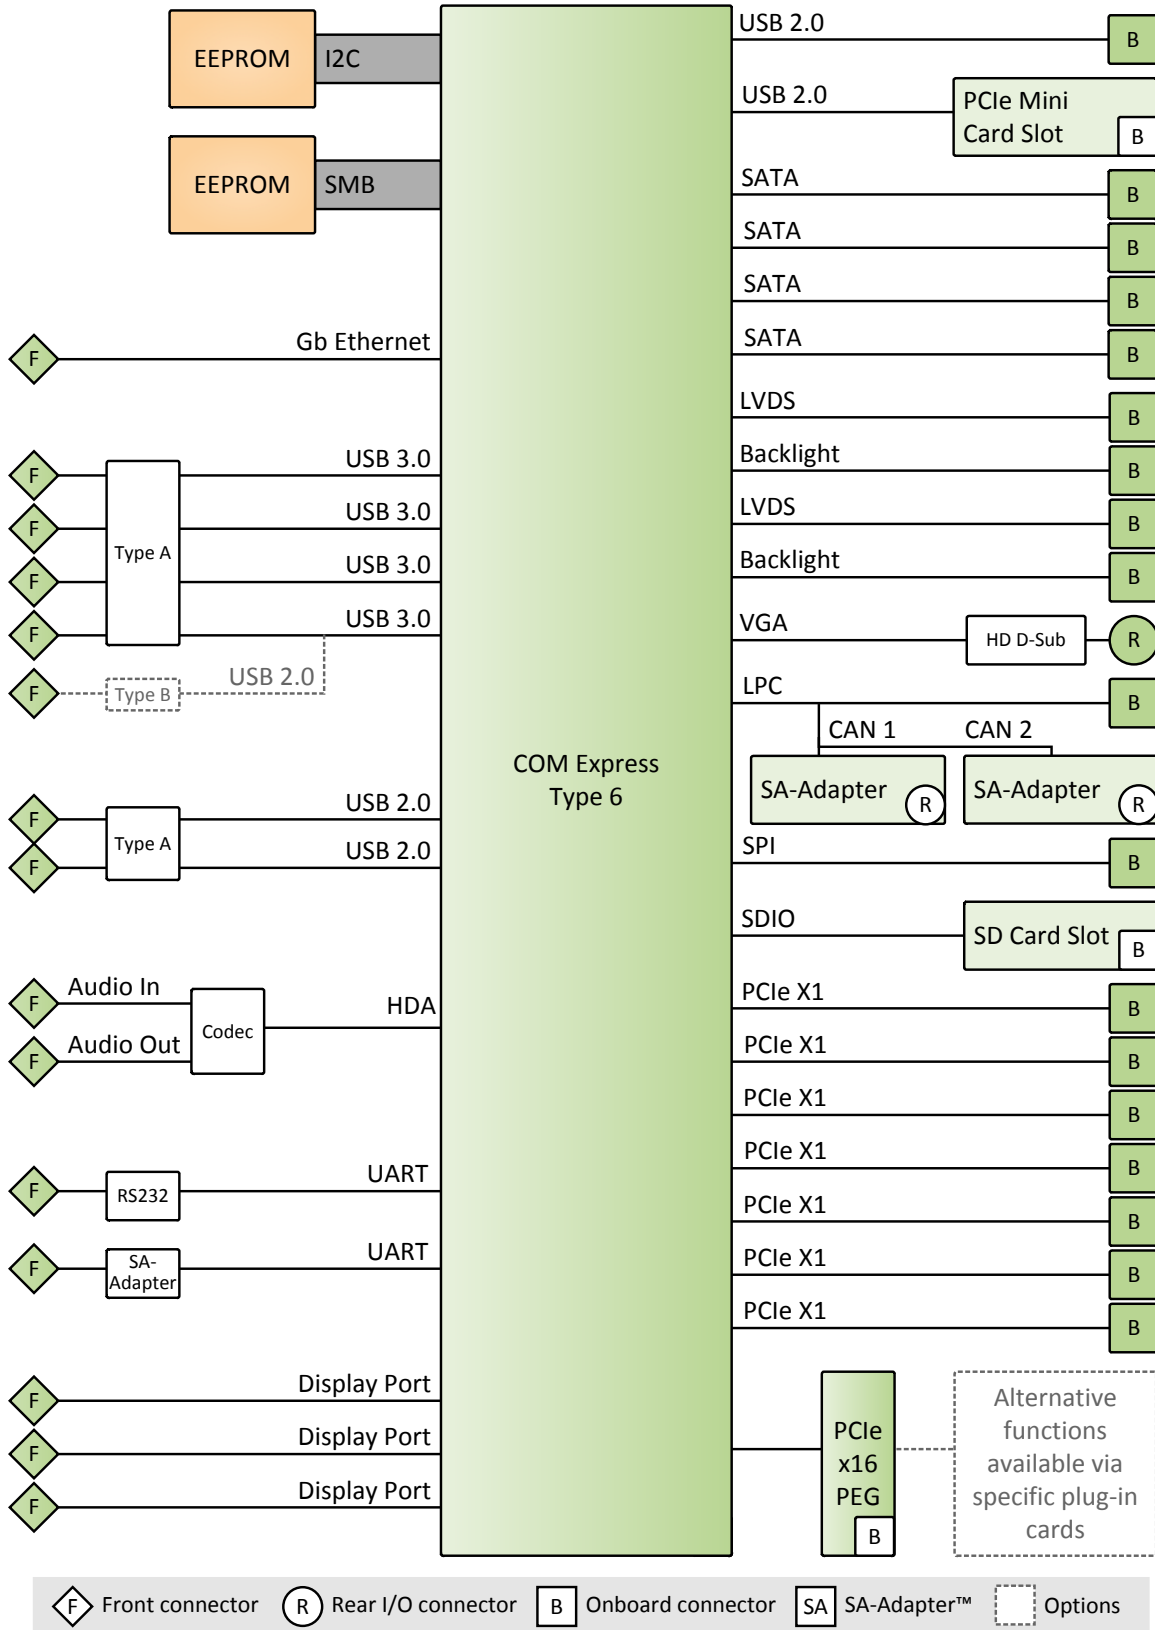 EEPROM
I2C
EEPROM
SMB
F
Gb Ethernet
F
USB 3.0
F
USB 3.0
F
Type A
USB 3.0
F
USB 3.0
F
Type B
USB 2.0
F
USB 2.0
Type A
F
USB 2.0
F
Audio In
Codec
HDA
F
Audio Out
F
RS232
UART
F
SA-
Adapter
UART
F
Display Port
F
Display Port
F
Display Port
COM Express
Type 6
USB 2.0
B
USB 2.0
PCIe Mini
Card Slot
B
SATA
B
SATA
B
SATA
B
SATA
B
LVDS
B
Backlight
B
LVDS
B
Backlight
B
VGA
HD D-Sub
R
LPC
B
CAN 1
CAN 2
SA-Adapter
R
SA-Adapter
R
SPI
B
SDIO
SD Card Slot
B
PCIe X1
B
PCIe X1
B
PCIe X1
B
PCIe X1
B
PCIe X1
B
PCIe X1
B
PCIe X1
B
PCIe
x16
PEG
B
Alternative
functions
available via
specific plug-in
cards
F Front connector
R Rear I/O connector
B Onboard connector
SA SA-Adapter™
Options